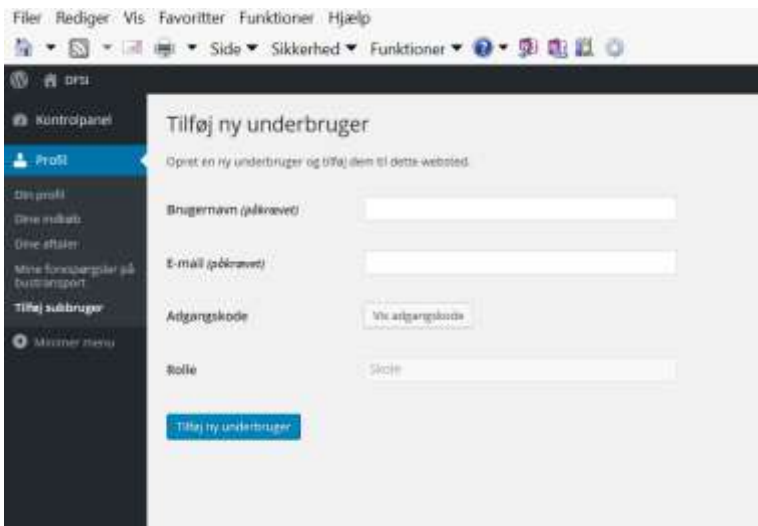 Filer Rediger Vis Favoritter Funktioner Hjælp
Side Sikkerhed Funktioner
DFSI
Kontrolpanel
Profil
Din profil
Dine indkøb
Dine aftaler
Mine forespørgsler på
bustransport
Tilføj subbruger
Minimer menu
Tilføj ny underbruger
Opret en ny underbruger og tilføj dem til dette websted.
Brugernavn (påkrævet)
E-mail (påkrævet)
Adgangskode
Vis adgangskode
Rolle
Skole
Tilføj ny underbruger